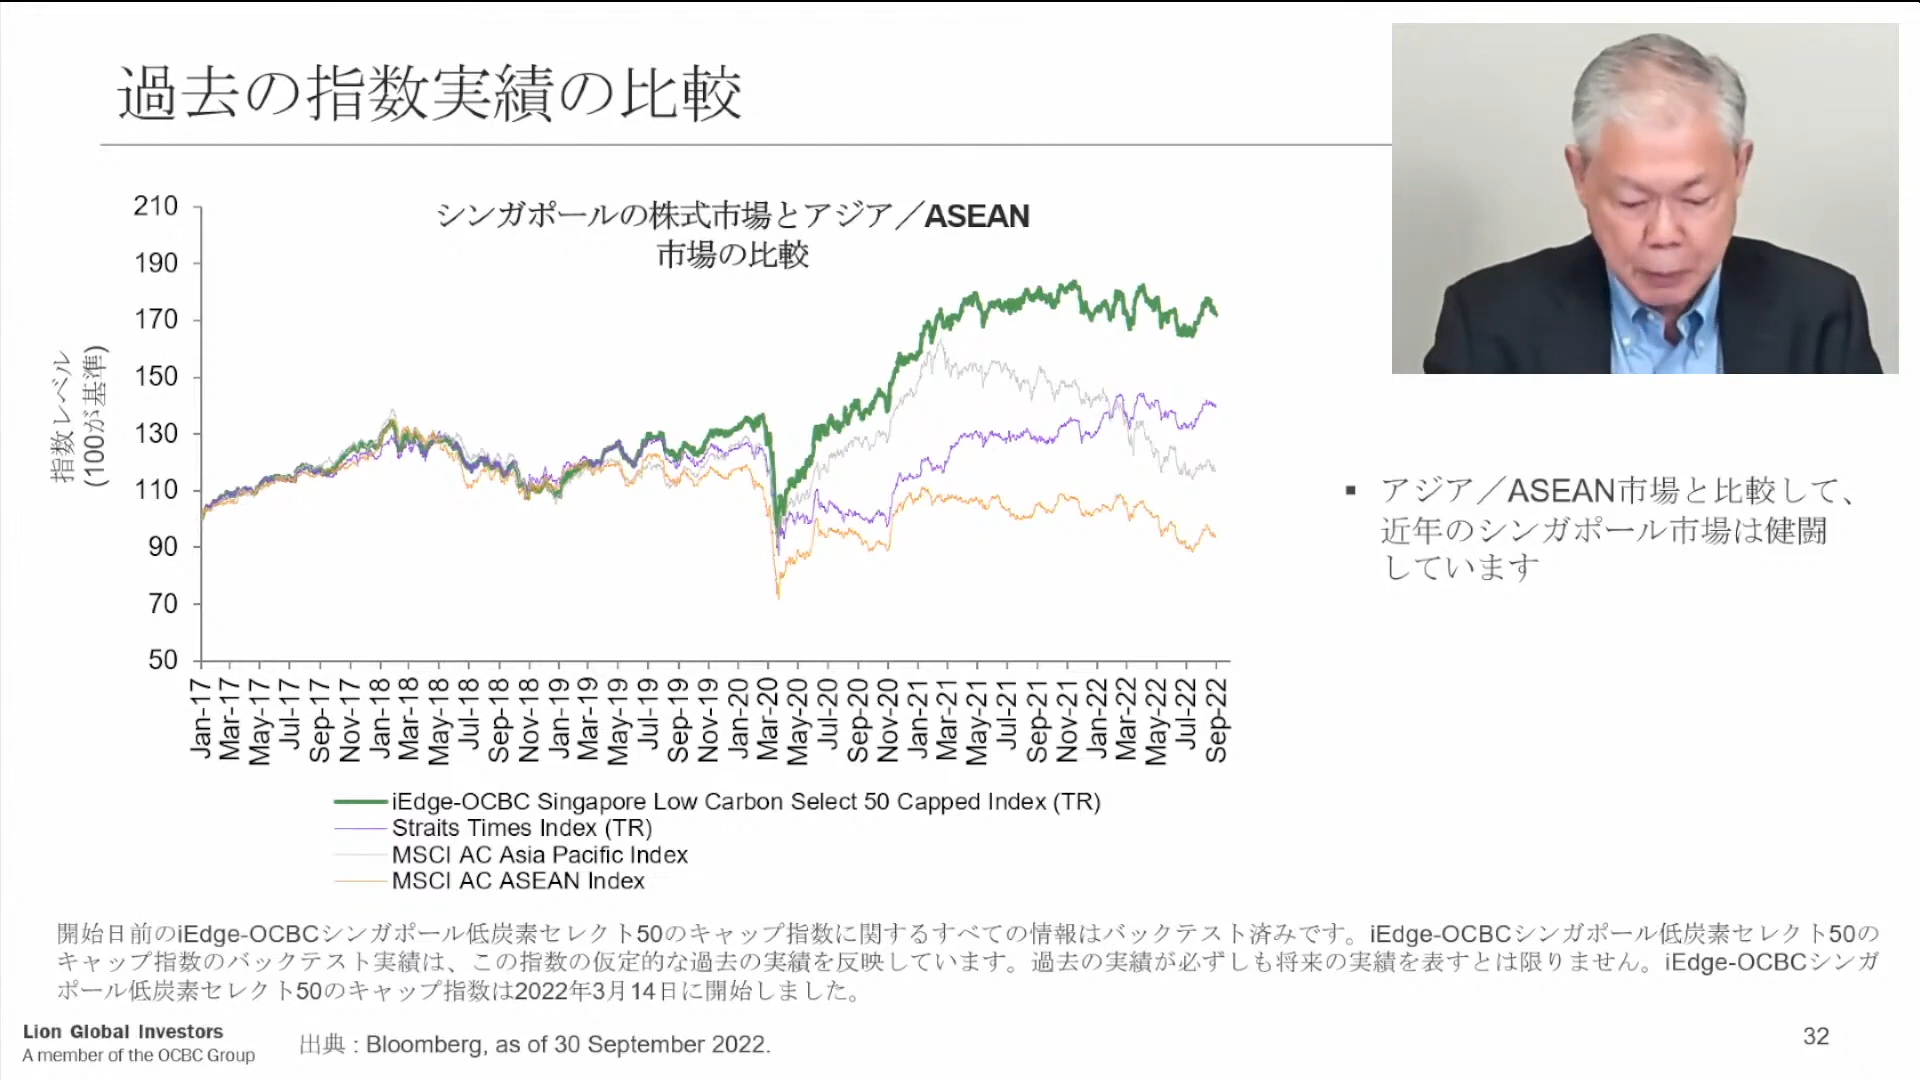 過去の指数実績の比較
シンガポールの株式市場とアジア／ASEAN
市場の比較
指数レベル
(100が基準)
210
190
170
150
130
110
90
70
50
Jan-17
Mar-17
May-17
Jul-17
Sep-17
Nov-17
Jan-18
Mar-18
May-18
Jul-18
Sep-18
Nov-18
Jan-19
Mar-19
May-19
Jul-19
Sep-19
Nov-19
Jan-20
Mar-20
May-20
Jul-20
Sep-20
Nov-20
Jan-21
Mar-21
May-21
Jul-21
Sep-21
Nov-21
Jan-22
Mar-22
May-22
Jul-22
Sep-22
iEdge-OCBC Singapore Low Carbon Select 50 Capped Index (TR)
Straits Times Index (TR)
MSCI AC Asia Pacific Index
MSCI AC ASEAN Index
▪ アジア／ASEAN市場と比較して、
近年のシンガポール市場は健闘
しています
開始日前のiEdge-OCBCシンガポール低炭素セレクト50のキャップ指数に関するすべての情報はバックテスト済みです。iEdge-OCBCシンガポール低炭素セレクト50の
キャップ指数のバックテスト実績は、この指数の仮定的な過去の実績を反映しています。過去の実績が必ずしも将来の実績を表すとは限りません。iEdge-OCBCシンガ
ポール低炭素セレクト50のキャップ指数は2022年3月14日に開始しました。
Lion Global Investors
A member of the OCBC Group
出典 : Bloomberg, as of 30 September 2022.
32